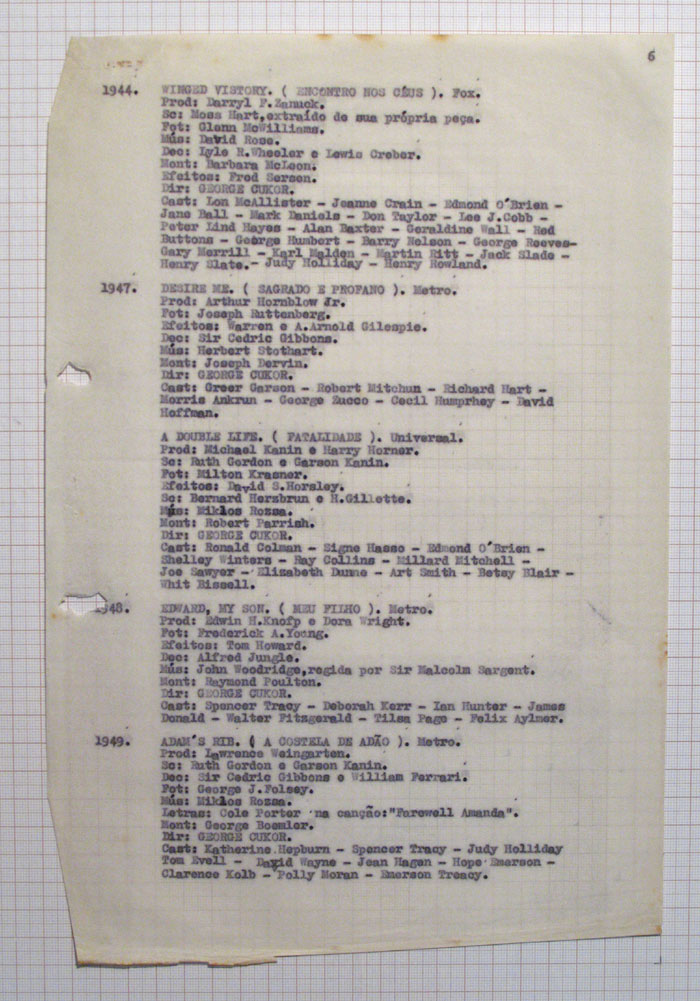 6
1944. WINGED VISTORY. ( ENCONTRO NOS CÉUS ). Fox.
Prod: Darryl F.Zanuck.
Sc: Moss Hart,extraído de sua própria peça.
Fot: Glenn McWilliams.
Mús: David Rose.
Dec: Lyle R.Wheeler e Lewis Creber.
Mont: Barbara McLeon.
Efeitos: Fred Sersen.
Dir: GEORGE CUKOR.
Cast: Lon McAllister - Jeanne Crain - Edmond O'Brien -
Jane Ball - Mark Daniels - Don Taylor - Lee J.Cobb -
Peter Lind Hayes - Alan Baxter - Geraldine Wall - Red
Buttons - George Humbert - Barry Nelson - George Reeves-
Gary Merrill - Karl Malden - Martin Ritt - Jack Slade -
Henry Slate.- Judy Holliday - Henry Rowland.
1947. DESIRE ME. ( SAGRADO E PROFANO ). Metro.
Prod: Arthur Hornblow Jr.
Fot: Joseph Ruttenberg.
Efeitos: Warren e A.Arnold Gilespie.
Dec: Sir Cedric Gibbons.
Mús: Herbert Stothart.
Mont: Joseph Dervin.
Dir: GEORGE CUKOR.
Cast: Greer Garson - Robert Mitchun - Richard Hart -
Morris Ankrun - George Zucco - Cecil Humprhey - David
Hoffman.
A DOUBLE LIFE. ( FATALIDADE ). Universal.
Prod: Michael Kanin e Harry Horner.
Sc: Ruth Gordon e Garson Kanin.
Fot: Milton Krasner.
Efeitos: David S.Horsley.
Sc: Bernard Herzbrun e H.Gillette.
Mús: Miklos Rozsa.
Mont: Robert Parrish.
Dir: GEORGE CUKOR.
Cast: Ronald Colman - Signe Hasso - Edmond O'Brien -
Shelley Winters - Ray Collins - Millard Mitchell -
Joe Sawyer - Elizabeth Dunne - Art Smith - Betsy Blair -
Whit Bissell.
948. EDWARD, MY SON. ( MEU FILHO ). Metro.
Prod: Edwin H.Knofp e Dora Wright.
Fot: Frederick A.Young.
Efeitos: Tom Howard.
Dec: Alfred Jungle.
Mús: John Woodridge,regida por Sir Malcolm Sargent.
Mont: Raymond Poulton.
Dir: GEORGE CUKOR.
Cast: Spencer Tracy - Deborah Kerr - Ian Hunter - James
Donald - Walter Fitzgerald - Tilsa Page - Felix Aylmer.
1949. ADAM'S RIB. ( A COSTELA DE ADÃO ). Metro.
Prod: Lawrence Weingarten.
Sc: Ruth Gordon e Garson Kanin.
Dec: Sir Cedric Gibbons e William Ferrari.
Fot: George J.Folsey.
Mús: Miklos Rozsa.
Letras: Cole Porter na canção:"Farewell Amanda".
Mont: George Boemler.
Dir: GEORGE CUKOR.
Cast: Katherine Hepburn - Spencer Tracy - Judy Holliday
Tom Evell - David Wayne - Jean Hagen - Hope Emerson -
Clarence Kolb - Polly Moran - Emerson Treacy.